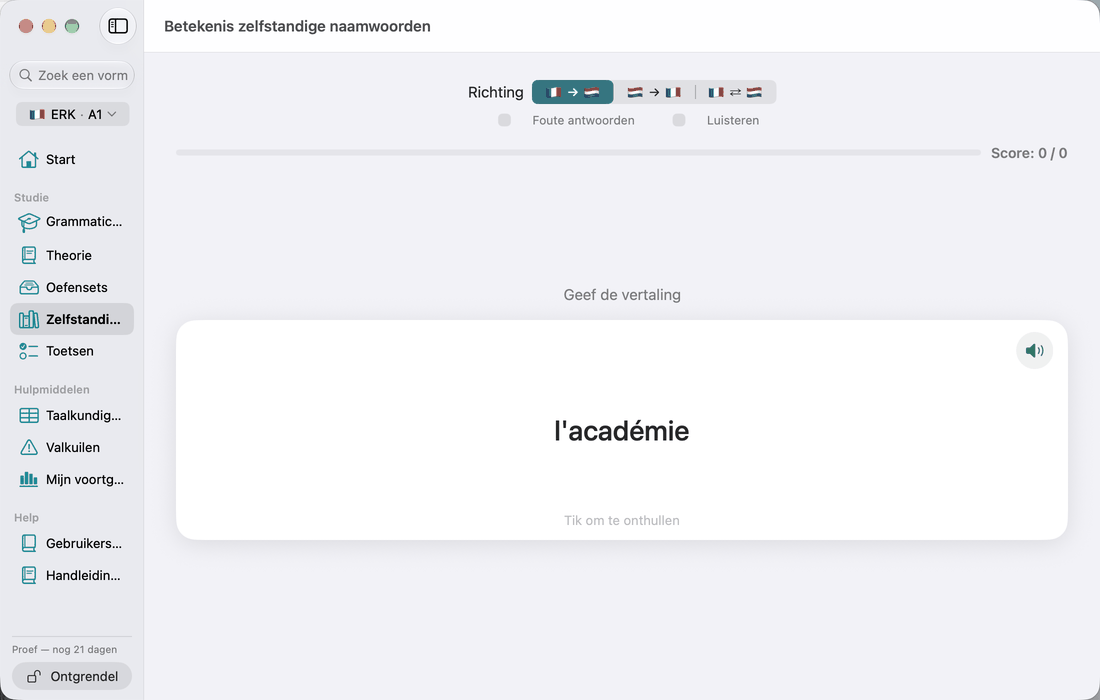 Betekenis zelfstandige naamwoorden
Zoek een vorm
ERK · A1
Start
Studie
Grammatic...
Theorie
Oefensets
Zelfstandi...
Toetsen
Hulpmiddelen
Taalkundig...
Valkuilen
Mijn voortg...
Help
Gebruikers...
Handleidin...
Proef — nog 21 dagen
Ontgrendel
Richting
Foute antwoorden
Luisteren
Score: 0 / 0
Geef de vertaling
l'académie
Tik om te onthullen